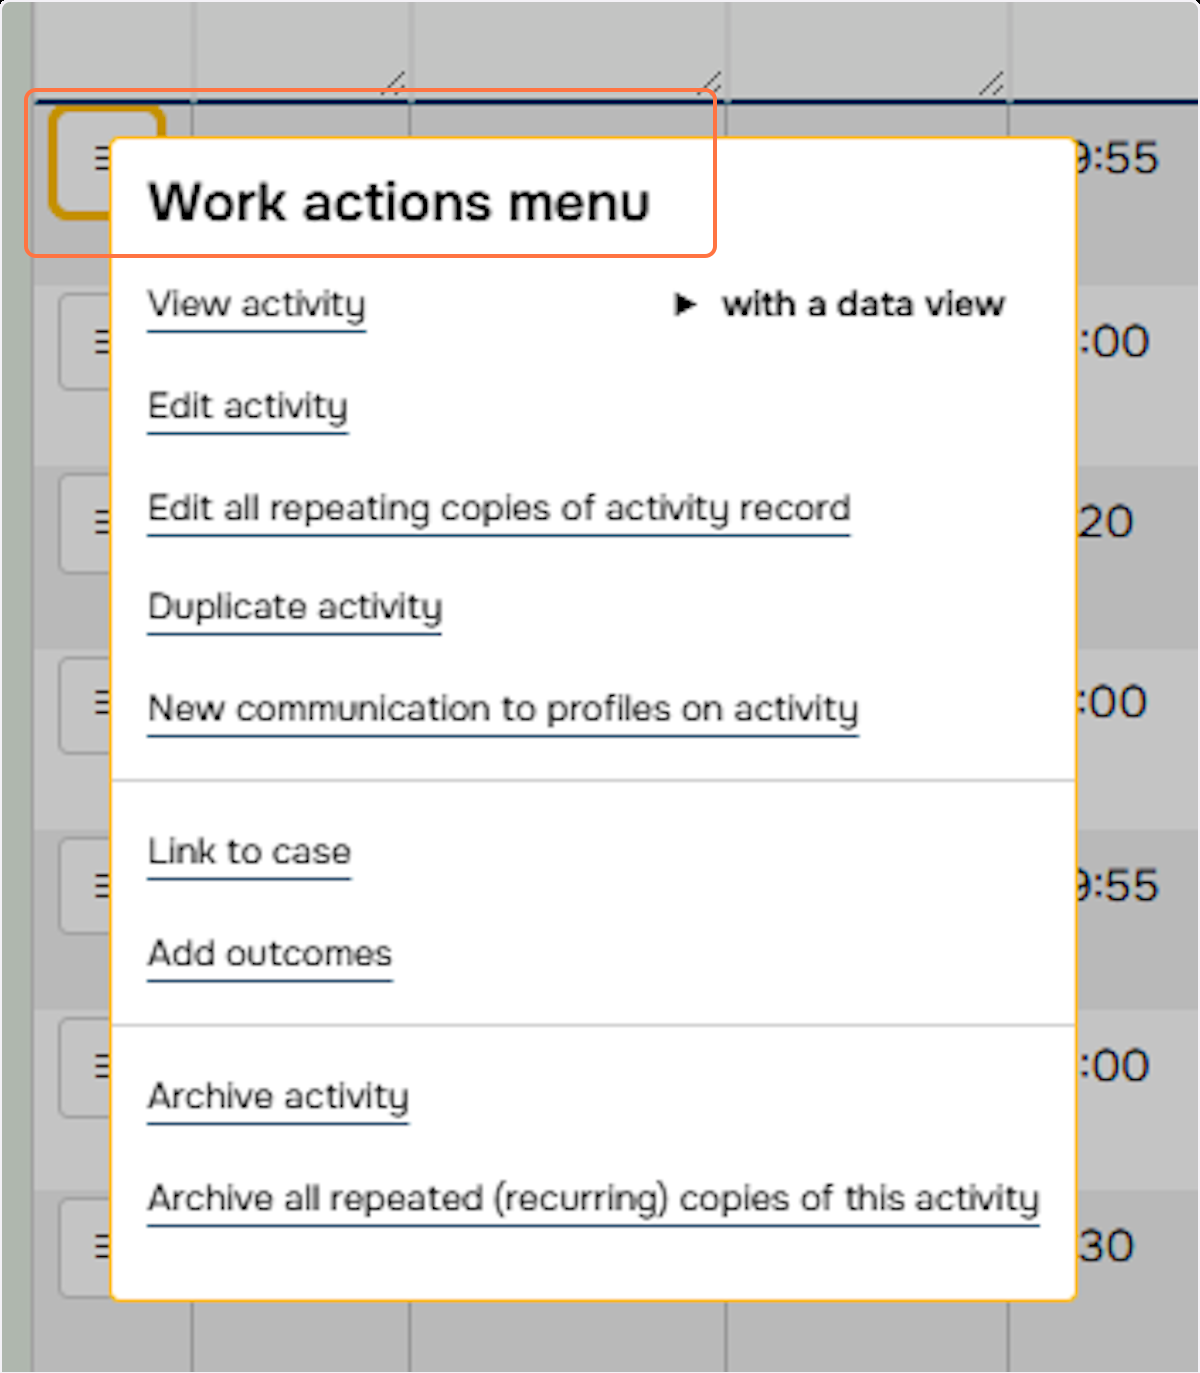 Work actions menu
View activity ▶ with a data view
Edit activity
Edit all repeating copies of activity record
Duplicate activity
New communication to profiles on activity
Link to case
Add outcomes
Archive activity
Archive all repeated (recurring) copies of this activity
9:55
:00
20
:00
9:55
:00
30